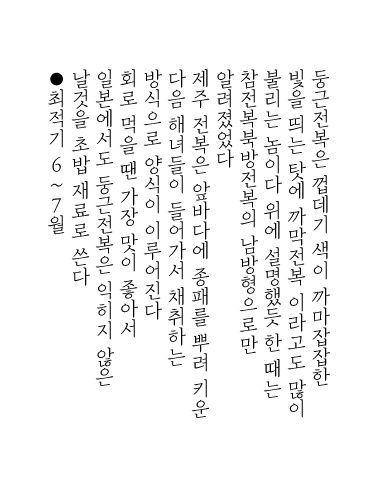 둥근전복은 껍데기 색이 까마잡잡한
빛을 띄는 탓에 까막전복 이라고도 많이
불리는 놈이다 위에 설명했듯 한 때는
참전복북방전복의 남방형으로만
알려졌었다
제주 전복은 앞바다에 종패를 뿌려 키운
다음 해녀들이 들어가서 채취하는
방식으로 양식이 이루어진다
회로 먹을 땐 가장 맛이 좋아서
일본에서도 둥근전복은 익히지 않은
날것을 초밥 재료로 쓴다
●최적기 6~7월